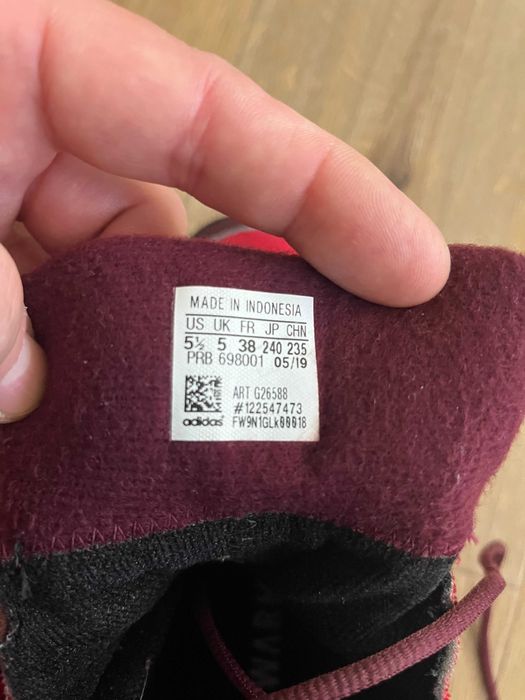 MADE IN INDONESIA
US UK FR JP CHN
5½ 5 38 240 235
PRB 698001 05/19
ART G26588
#122547473
adidas FW9N1GLk00018